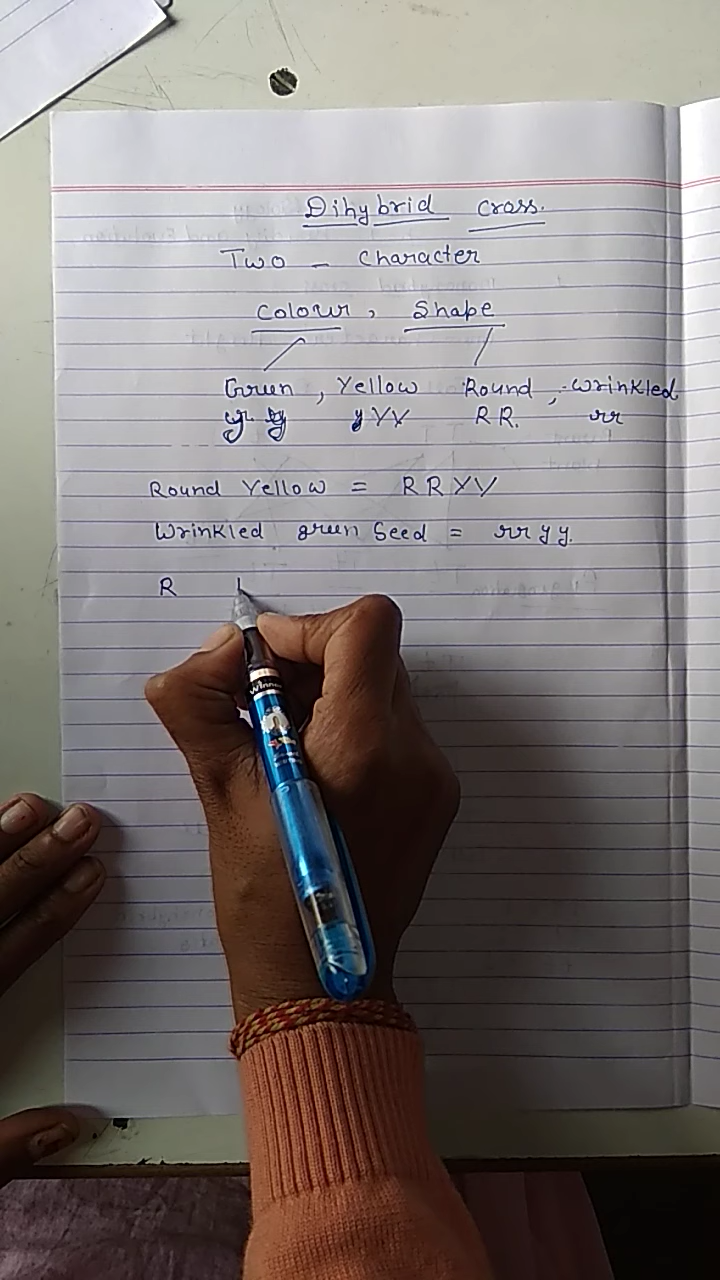 Dihybrid Cross.
Two - Character
Colour, Shape
Green, Yellow Round, Wrinkled
yy YY RR. rr
Round Yellow = RRYY
Wrinkled green Seed = rryy.
R